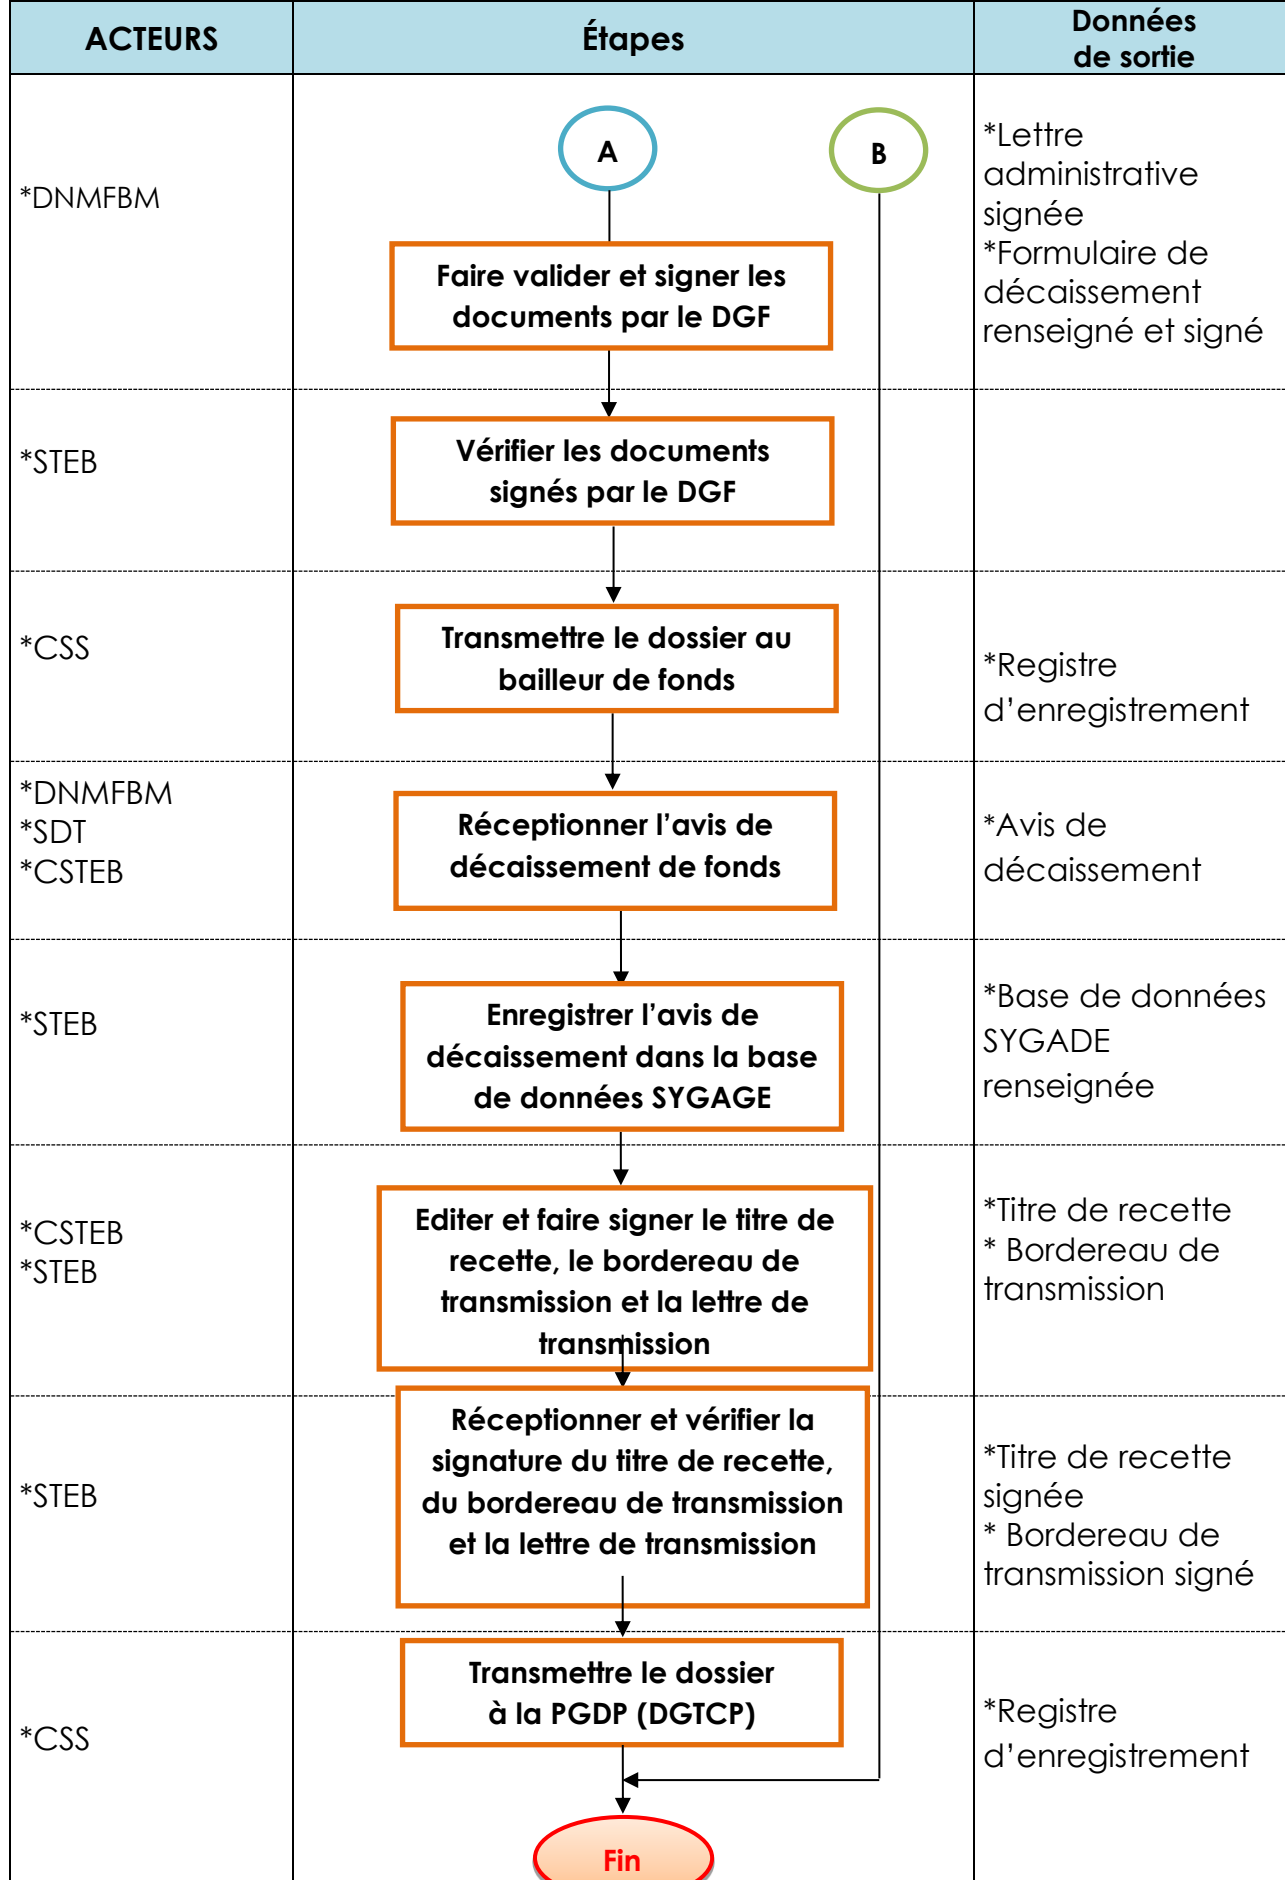 ACTEURS
Étapes
Données
de sortie
*DNMFBM
A
B
Faire valider et signer les
documents par le DGF
*Lettre
administrative
signée
*Formulaire de
décaissement
renseigné et signé
*STEB
Vérifier les documents
signés par le DGF
*CSS
Transmettre le dossier au
bailleur de fonds
*Registre
d’enregistrement
*DNMFBM
*SDT
*CSTEB
Réceptionner l’avis de
décaissement de fonds
*Avis de
décaissement
*STEB
Enregistrer l’avis de
décaissement dans la base
de données SYGAGE
*Base de données
SYGADE
renseignée
*CSTEB
*STEB
Editer et faire signer le titre de
recette, le bordereau de
transmission et la lettre de
transmission
*Titre de recette
* Bordereau de
transmission
*STEB
Réceptionner et vérifier la
signature du titre de recette,
du bordereau de transmission
et la lettre de transmission
*Titre de recette
signée
* Bordereau de
transmission signé
*CSS
Transmettre le dossier
à la PGDP (DGTCP)
*Registre
d’enregistrement
Fin